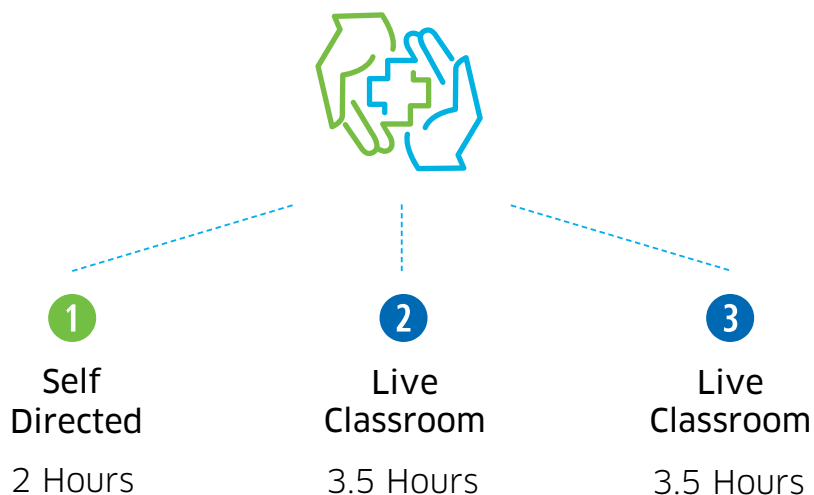 1
Self
Directed
2 Hours
2
Live
Classroom
3.5 Hours
3
Live
Classroom
3.5 Hours